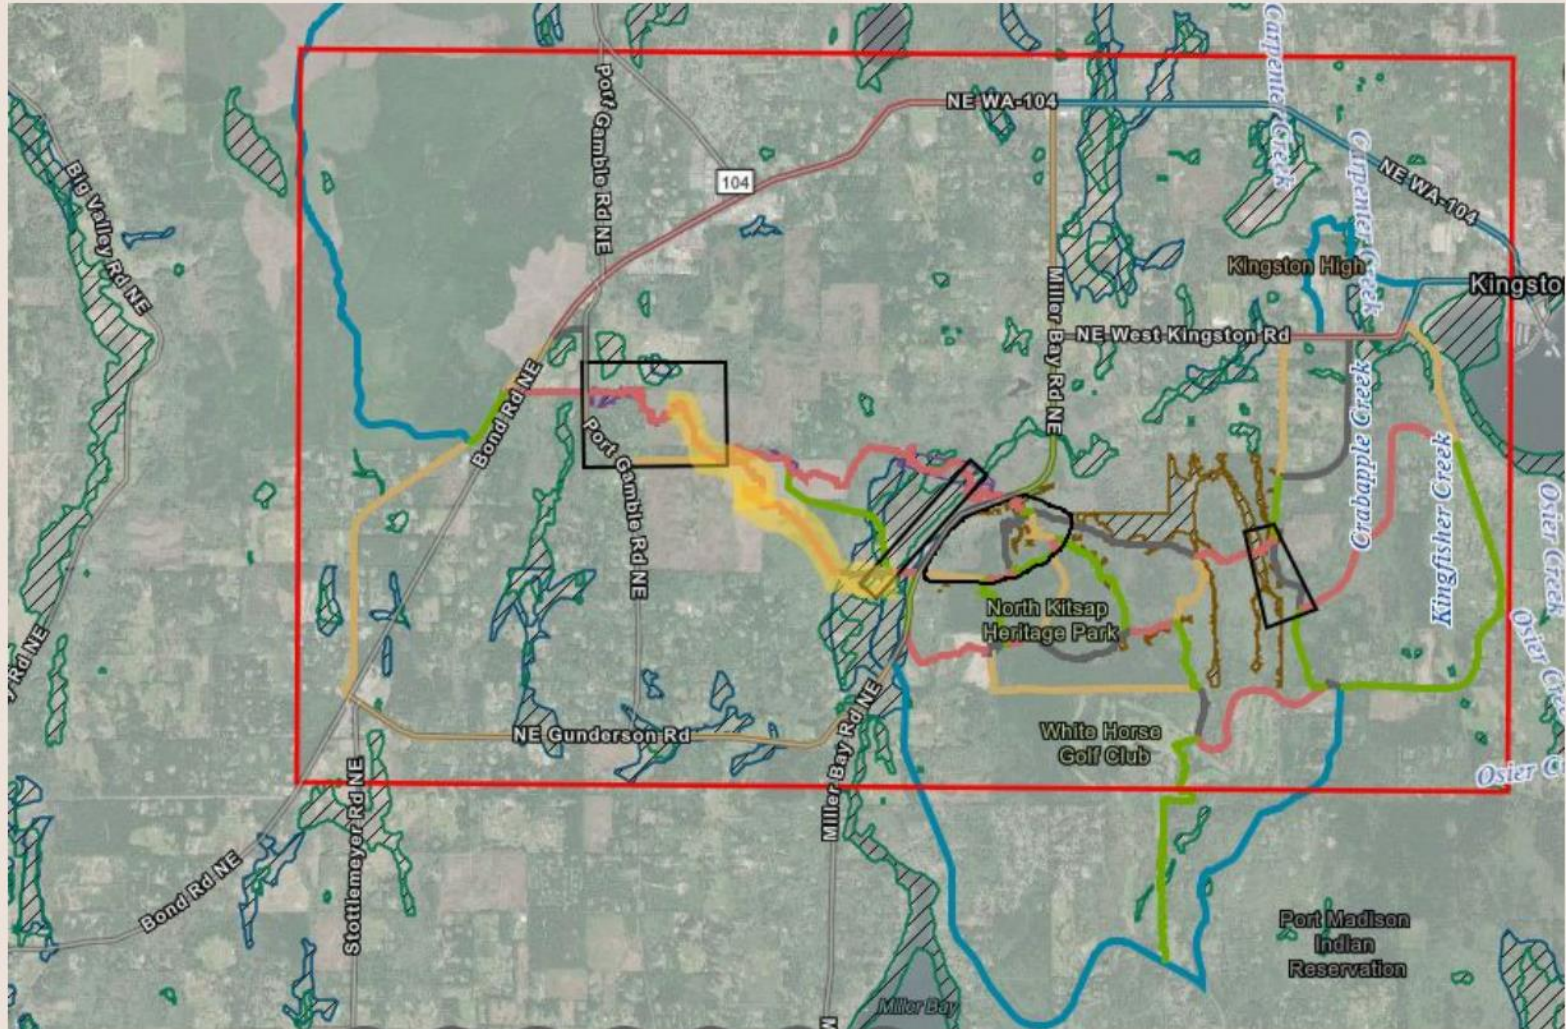 Carpenter Creek
NE WA-104
Port Gamble Rd NE
104
Carpenter Creek
NE WA-104
Big Valley Rd NE
Kingston High
Kingsto
Miller Bay Rd NE
NE West Kingston Rd
Bond Rd NE
Port Gamble Rd NE
Crabapple Creek
Kingfisher Creek
Osier Creek
North Kitsap
Heritage Park
Osier C
y Rd NE
NE Gunderson Rd
Miller Bay Rd NE
White Horse
Golf Club
Osier C
Stottlemeyer Rd NE
Bond Rd NE
Port Madison
Indian
Reservation
Miller Bay
M